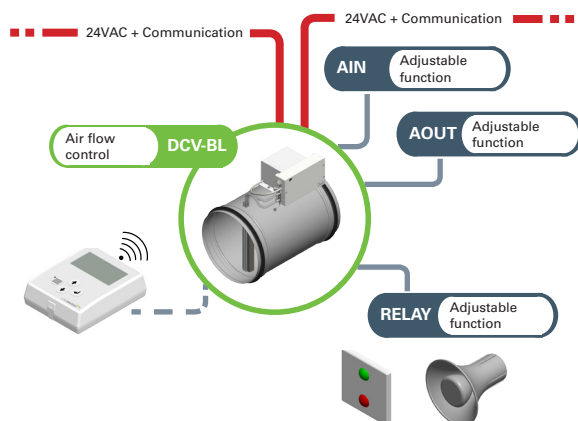 24VAC + Communication
24VAC + Communication
AIN
Adjustable
function
Air flow
control
DCV-BL
AOUT
Adjustable
function
RELAY
Adjustable
function